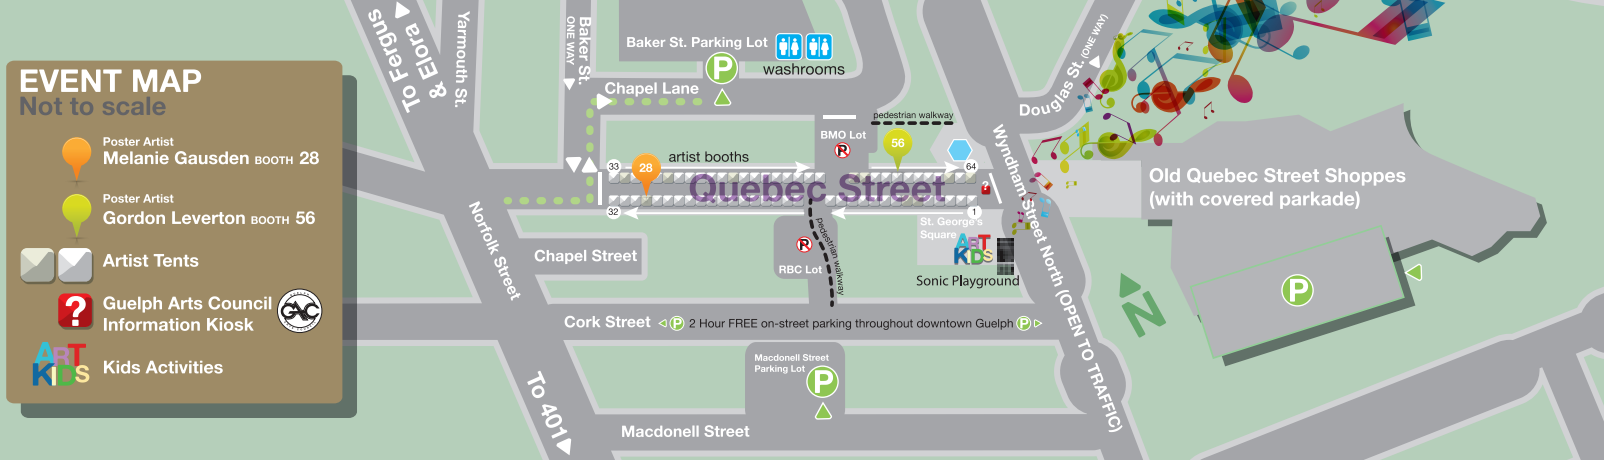 EVENT MAP
Not to scale
Poster Artist
Melanie Gausden BOOTH 28
Poster Artist
Gordon Leverton BOOTH 56
Artist Tents
?
Guelph Arts Council
Information Kiosk
GAC
ART
KIDS
Kids Activities
To Fergus
& Elora
Yarmouth St.
Baker St.
ONE WAY
Baker St. Parking Lot
P
washrooms
Chapel Lane
BMO Lot
P
pedestrian walkway
56
Douglas St. (ONE WAY)
33
28
artist booths
64
Quebec Street
?
32
1
St. George's
Square
ART
KIDS
Sonic Playground
P
RBC Lot
pedestrian walkway
Norfolk Street
Chapel Street
Wyndham Street North (OPEN TO TRAFFIC)
Old Quebec Street Shoppes
(with covered parkade)
P
N
Cork Street
P 2 Hour FREE on-street parking throughout downtown Guelph P
Macdonell Street
Parking Lot
P
To 401
Macdonell Street